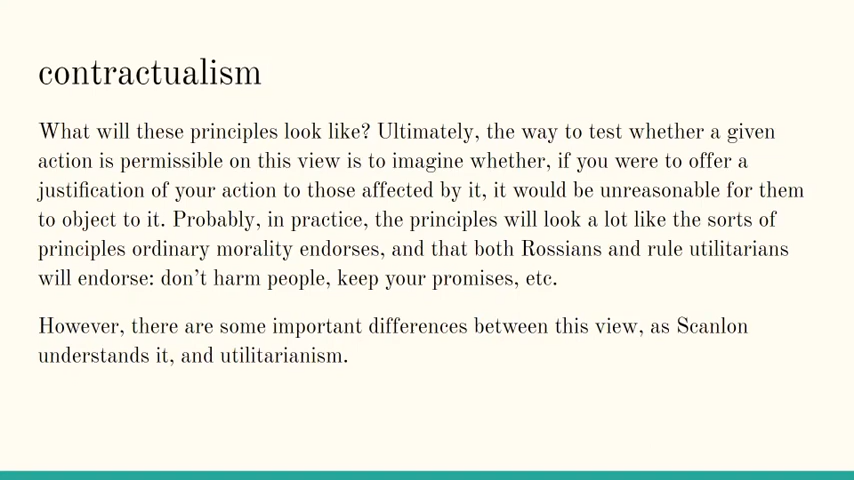 contractualism
What will these principles look like? Ultimately, the way to test whether a given
action is permissible on this view is to imagine whether, if you were to offer a
justification of your action to those affected by it, it would be unreasonable for them
to object to it. Probably, in practice, the principles will look a lot like the sorts of
principles ordinary morality endorses, and that both Rossians and rule utilitarians
will endorse: don’t harm people, keep your promises, etc.
However, there are some important differences between this view, as Scanlon
understands it, and utilitarianism.